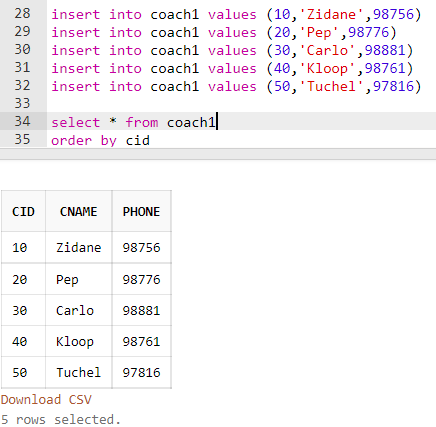 28 insert into coach1 values (10,'Zidane',98756)
29 insert into coach1 values (20,'Pep',98776)
30 insert into coach1 values (30,'Carlo',98881)
31 insert into coach1 values (40,'Kloop',98761)
32 insert into coach1 values (50,'Tuchel',97816)
33
34 select * from coach1
35 order by cid
CID CNAME PHONE
10 Zidane 98756
20 Pep 98776
30 Carlo 98881
40 Kloop 98761
50 Tuchel 97816
Download CSV
5 rows selected.